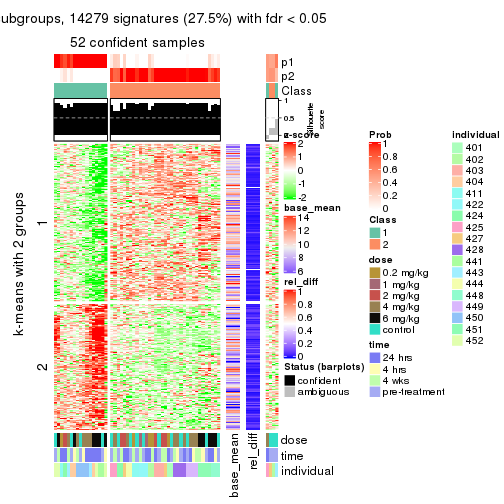 ubgroups, 14279 signatures (27.5%) with fdr < 0.05
52 confident samples
p1
p2
Class
1
0.5
0
Silhouette
score
k-means with 2 groups
1
2
z-score
2
1
0
-1
-2
base_mean
14
12
10
8
6
rel_diff
1
0.8
0.6
0.4
0.2
0
Status (barplots)
confident
ambiguous
Prob
1
0.8
0.6
0.4
0.2
0
Class
1
2
dose
0.2 mg/kg
1 mg/kg
2 mg/kg
4 mg/kg
6 mg/kg
control
time
24 hrs
4 hrs
4 wks
pre-treatment
individual
401
402
403
404
411
422
424
425
427
428
441
443
444
448
449
450
451
452
dose
time
individual
base_mean
rel_diff